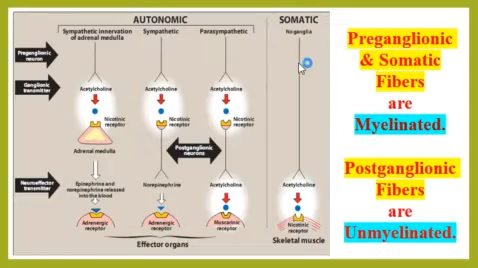 AUTONOMIC
SOMATIC
Sympathetic innervation
of adrenal medulla
Sympathetic
Parasympathetic
No ganglia
Preganglionic
neuron
Ganglionic
transmitter
Acetylcholine
Acetylcholine
Acetylcholine
Nicotinic
receptor
Nicotinic
receptor
Nicotinic
receptor
Adrenal medulla
Postganglionic
neurons
Neuroeffector
transmitter
Epinephrine and
norepinephrine released
into the blood
Norepinephrine
Acetylcholine
Acetylcholine
Adrenergic
receptor
Adrenergic
receptor
Muscarinic
receptor
Nicotinic
receptor
Effector organs
Skeletal muscle
Preganglionic
& Somatic
Fibers
are
Myelinated.
Postganglionic
Fibers
are
Unmyelinated.